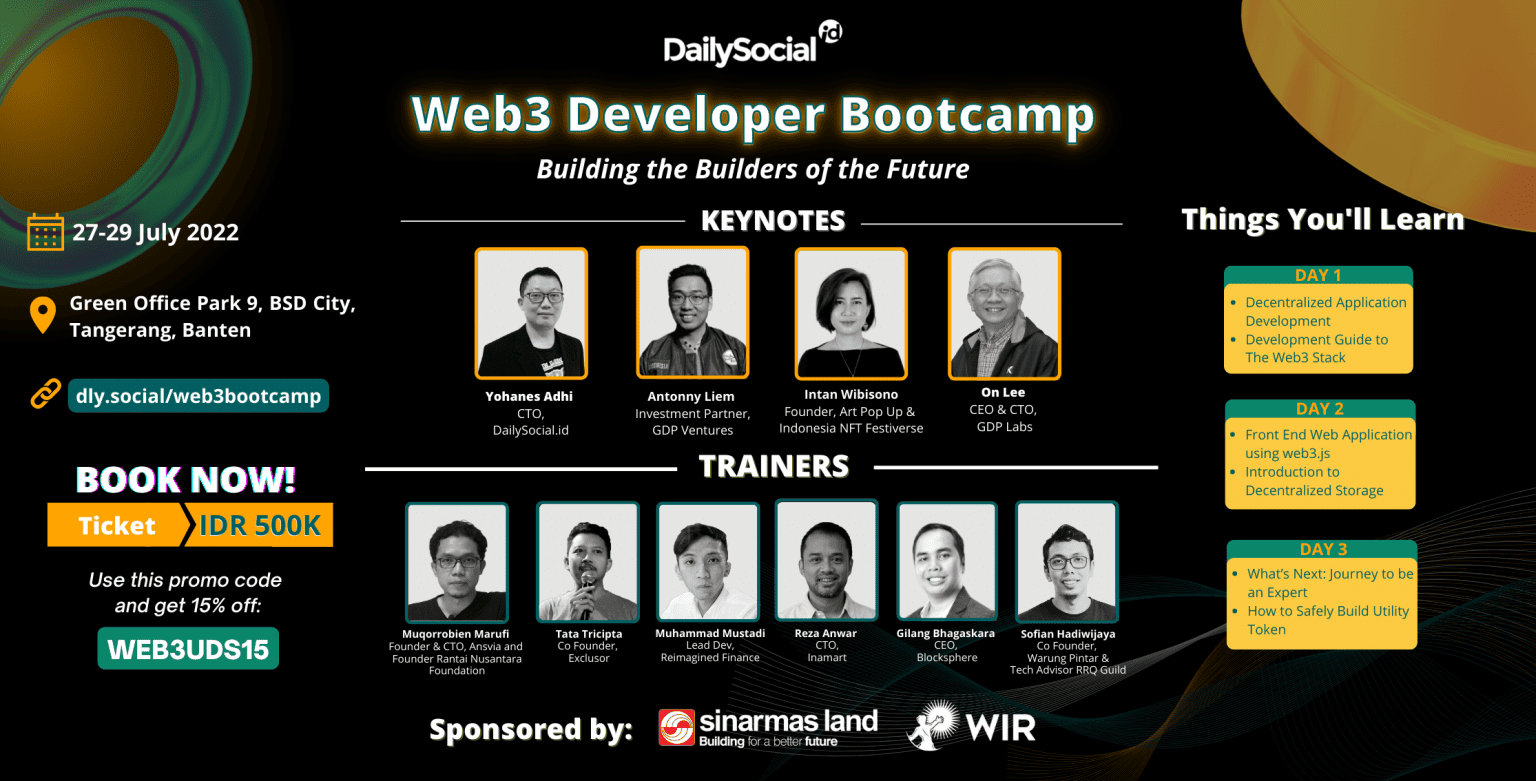 DailySocial id
Web3 Developer Bootcamp
Building the Builders of the Future
27-29 July 2022
Green Office Park 9, BSD City,
Tangerang, Banten
dly.social/web3bootcamp
BOOK NOW!
Ticket IDR 500K
Use this promo code
and get 15% off:
WEB3UDS15
KEYNOTES
Yohanes Adhi
CTO,
DailySocial.id
Antonny Liem
Investment Partner,
GDP Ventures
Intan Wibisono
Founder, Art Pop Up &
Indonesia NFT Festiverse
On Lee
CEO & CTO,
GDP Labs
TRAINERS
Muqorrobien Marufi
Founder & CTO, Ansvia and
Founder Rantai Nusantara
Foundation
Tata Tricipta
Co Founder,
Exclusor
Muhammad Mustadi
Lead Dev,
Reimagined Finance
Reza Anwar
CTO,
Inamart
Gilang Bhagaskara
CEO,
Blocksphere
Sofian Hadiwijaya
Co Founder,
Warung Pintar &
Tech Advisor RRQ Guild
Things You'll Learn
DAY 1
• Decentralized Application
Development
• Development Guide to
The Web3 Stack
DAY 2
• Front End Web Application
using web3.js
• Introduction to
Decentralized Storage
DAY 3
• What's Next: Journey to be
an Expert
• How to Safely Build Utility
Token
Sponsored by:
sinarmas land
Building for a better future
WIR